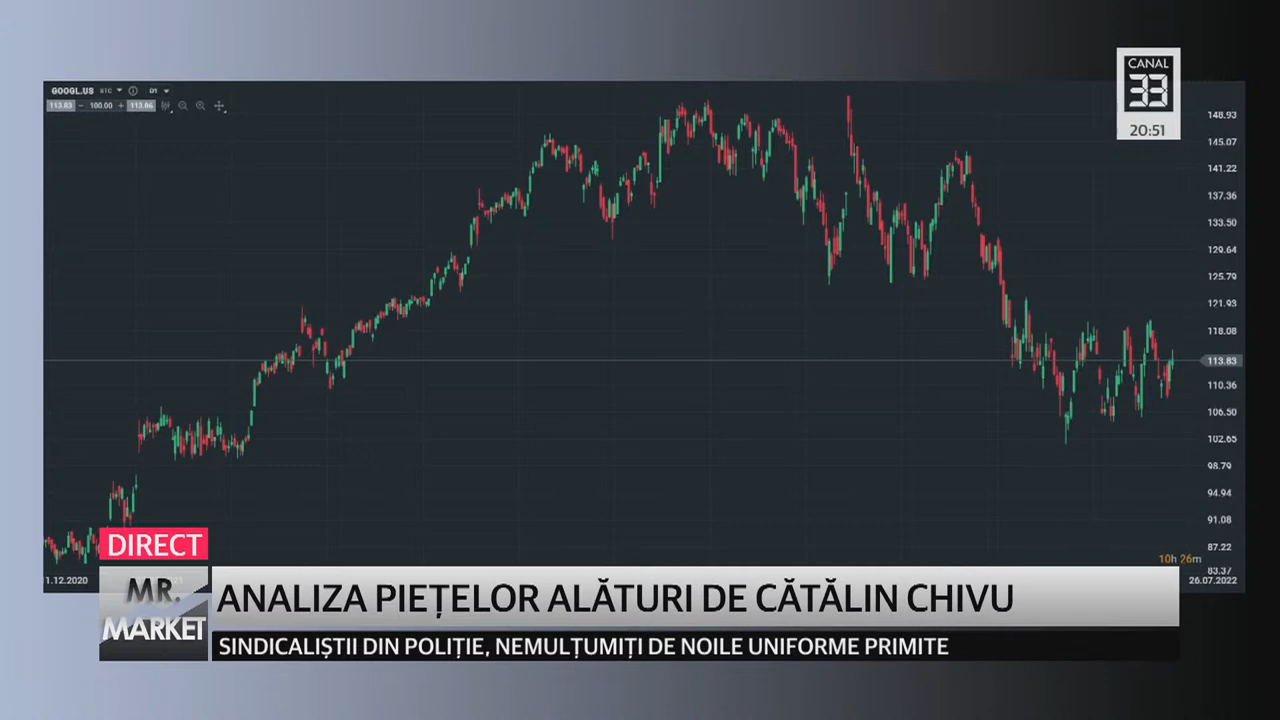 GOOGL.US STC D1
113.83 − 100.00 + 113.86
CANAL
33
20:51
148.93
145.07
141.22
137.36
133.50
129.64
125.79
121.93
118.08
113.83
110.36
106.50
102.65
98.79
94.94
91.08
87.22
83.37
10h 26m
1.12.2020
26.07.2022
DIRECT
MR.
MARKET
ANALIZA PIEȚELOR ALĂTURI DE CĂTĂLIN CHIVU
SINDICALIȘTII DIN POLIȚIE, NEMULȚUMIȚI DE NOILE UNIFORME PRIMITE